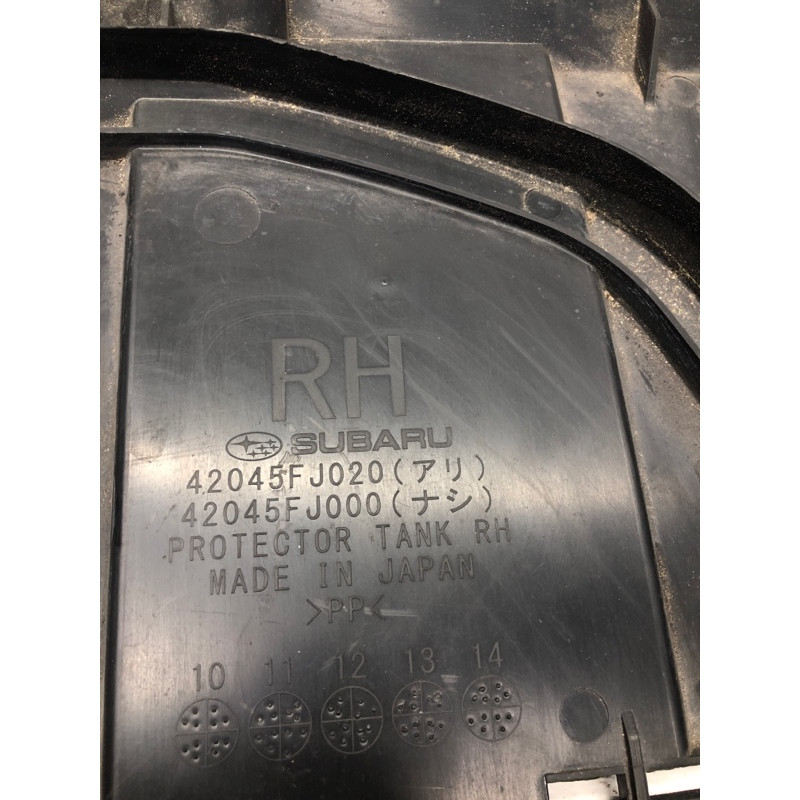 RH
SUBARU
42045FJ020(アリ)
42045FJ000(ナシ)
PROTECTOR TANK RH
MADE IN JAPAN
>PP<
10 11 12 13 14